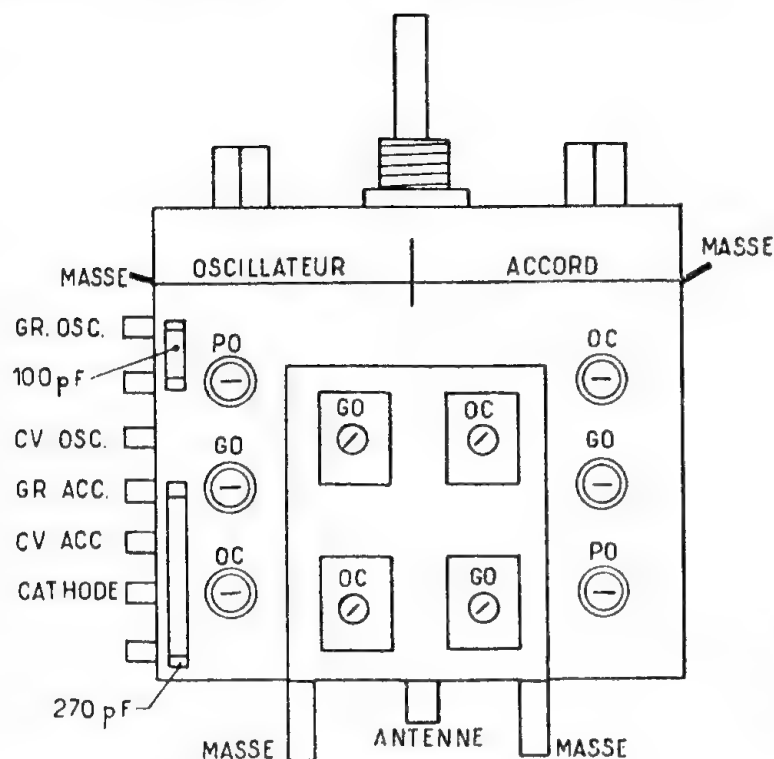 MASSE
OSCILLATEUR
ACCORD
MASSE
GR. OSC.
100 pF
CV OSC.
GR ACC.
CV ACC
CATHODE
270 pF
PO
GO
OC
GO
OC
OC
GO
OC
GO
PO
MASSE
ANTENNE
MASSE